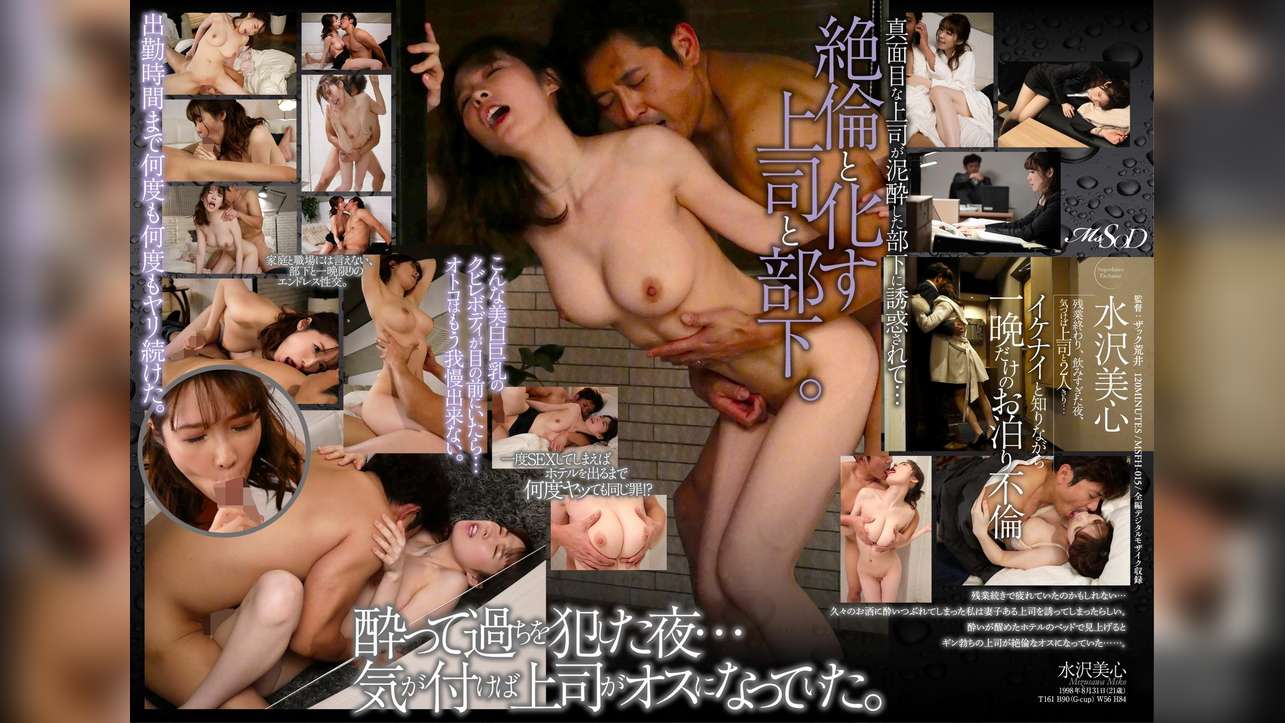 真面目な上司が泥酔した部下に誘惑されて…
絶倫と化す
上司と部下。
出勤時間まで何度も何度もヤリ続けた。
家庭と職場には言えない、
部下と一晩限りの
エンドレス性交。
こんな美白巨乳の
クビレボディが目の前にいたら…
オトコはもう我慢出来ない。
一度SEXしてしまえば
ホテルを出るまで
何度ヤッても同じ罪!?
酔って過ちを犯した夜…
気が付けば上司がオスになっていた。
Ms SOD
Superdance
Exclusive
監督:ザック荒井 120MINUTES / MSFH-015 / 全編デジタルモザイク収録
水沢美心
残業終わり、飲みすぎた夜、
気づけば上司と2人きり…
イケナイと知りながら
一晩だけのお泊り不倫
残業続きで疲れていたのかもしれない…
久々のお酒に酔いつぶれてしまった私は妻子ある上司を誘ってしまったらしい。
酔いが醒めたホテルのベッドで見上げると
ギン勃ちの上司が絶倫なオスになっていた……。
水沢美心
Mizusawa Miko
1998年8月31日(21歳)
T161 B90(G-cup) W56 H84